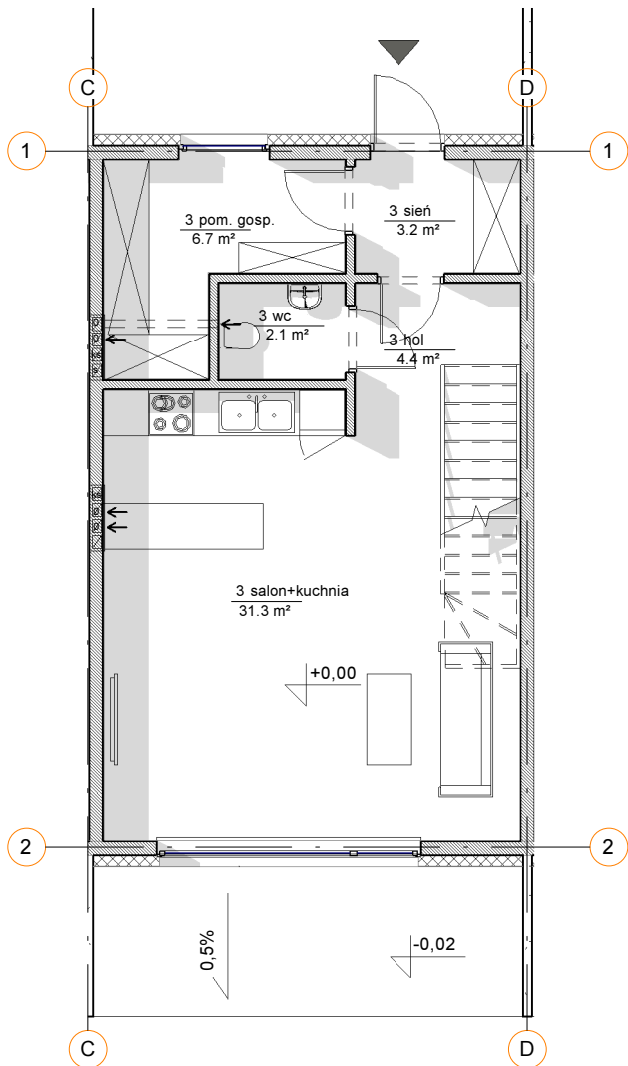 C
D
1
1
3 pom. gosp.
6.7 m²
3 sień
3.2 m²
3 wc
2.1 m²
3 hol
4.4 m²
3 salon+kuchnia
31.3 m²
+0,00
2
2
0,5%
-0,02
C
D